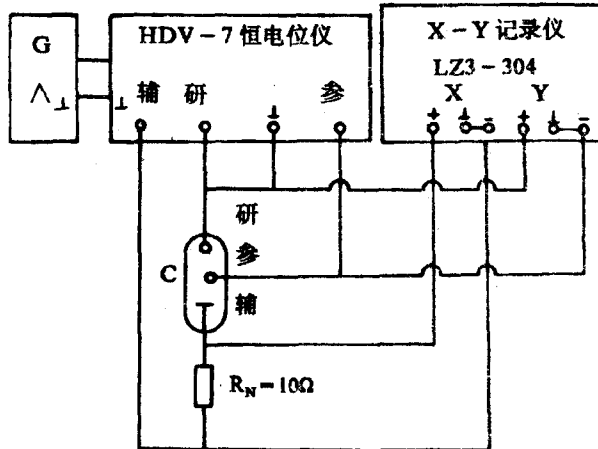 G
HDV-7 恒电位仪
X-Y 记录仪
LZ3-304
辅 研 ⊥ 参
X Y
+ ⊥ - + ⊥ -
∧ ⊥ ⊥
研
参
C
辅
R_N=10Ω